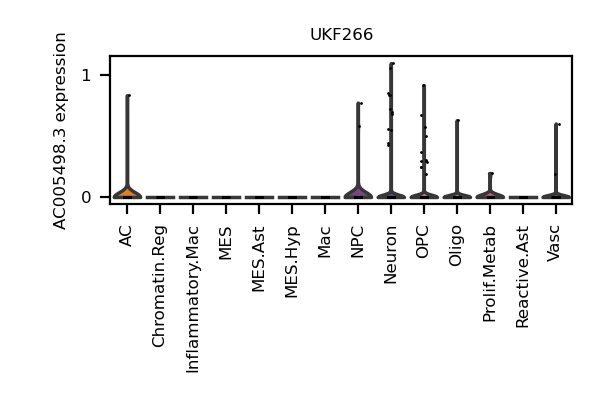 UKF266
AC005498.3 expression
1
0
AC
Chromatin.Reg
Inflammatory.Mac
MES
MES.Ast
MES.Hyp
Mac
NPC
Neuron
OPC
Oligo
Prolif.Metab
Reactive.Ast
Vasc